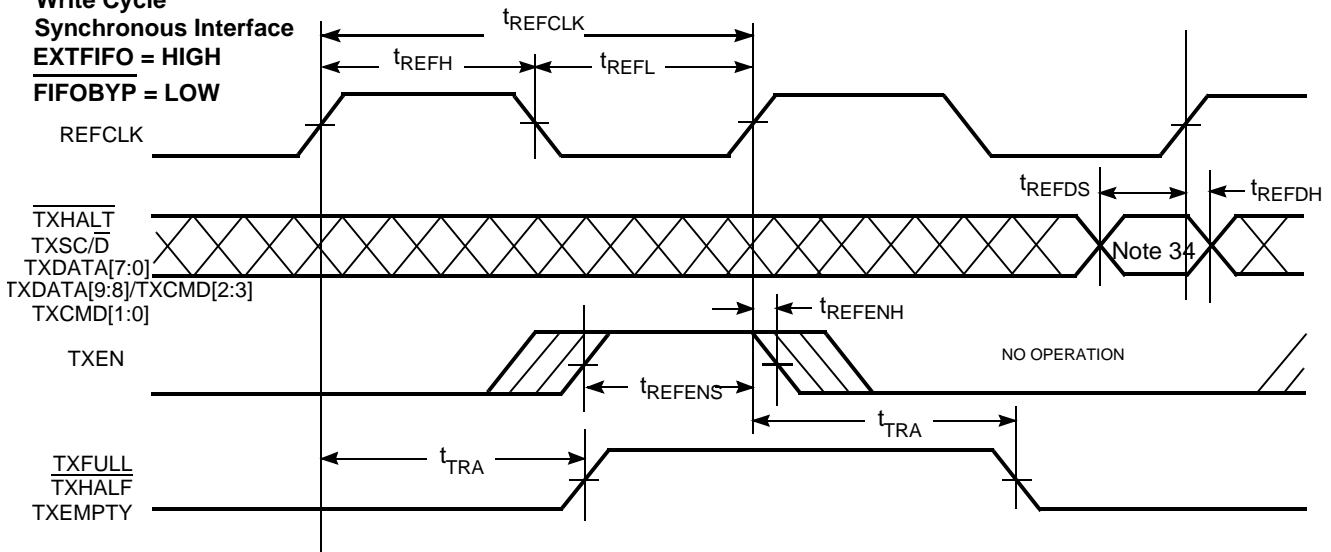 Write Cycle
Synchronous Interface
EXTFIFO = HIGH
FIFOBYP = LOW
tREFCLK
tREFH
tREFL
REFCLK
tREFDS
tREFDH
TXHALT
TXSC/D
TXDATA[7:0]
TXDATA[9:8]/TXCMD[2:3]
TXCMD[1:0]
Note 34
tREFENH
TXEN
NO OPERATION
tREFENS
tTRA
tTRA
TXFULL
TXHALF
TXEMPTY